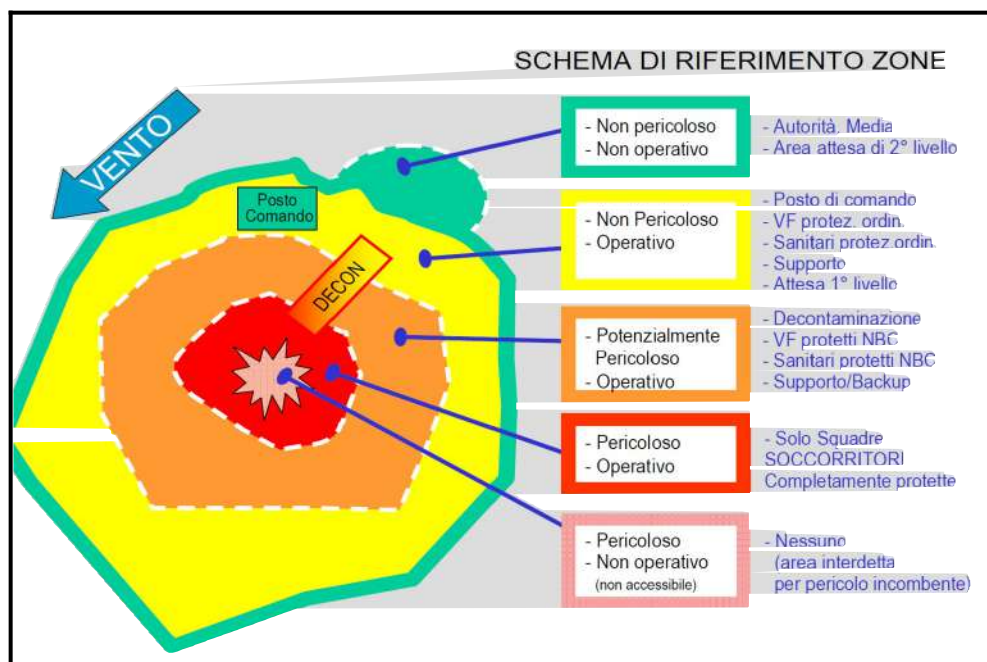 SCHEMA DI RIFERIMENTO ZONE
VENTO
Posto
Comando
DECON
- Non pericoloso
- Non operativo
- Autorità. Media
- Area attesa di 2° livello
- Non Pericoloso
- Operativo
- Posto di comando
- VF protez. ordin.
- Sanitari protez.ordin.
- Supporto
- Attesa 1° livello
- Potenzialmente
Pericoloso
- Operativo
- Decontaminazione
- VF protetti NBC
- Sanitari protetti NBC
- Supporto/Backup
- Pericoloso
- Operativo
- Solo Squadre
SOCCORRITORI
Completamente protette
- Pericoloso
- Non operativo
(non accessibile)
- Nessuno
(area interdetta
per pericolo incombente)